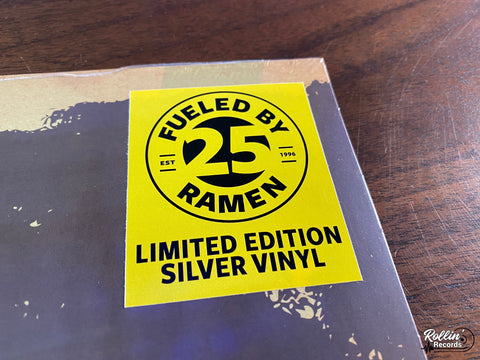 FUELED BY
EST 25 1996
RAMEN
LIMITED EDITION
SILVER VINYL
Rollin'
Records